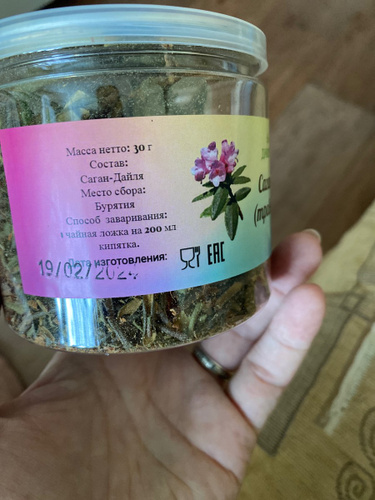 Масса нетто: 30 г
Состав:
Саган-Дайля
Место сбора:
Бурятия
Способ заваривания:
1 чайная ложка на 200 мл
кипятка.
Дата изготовления:
19/02/2024
EAC